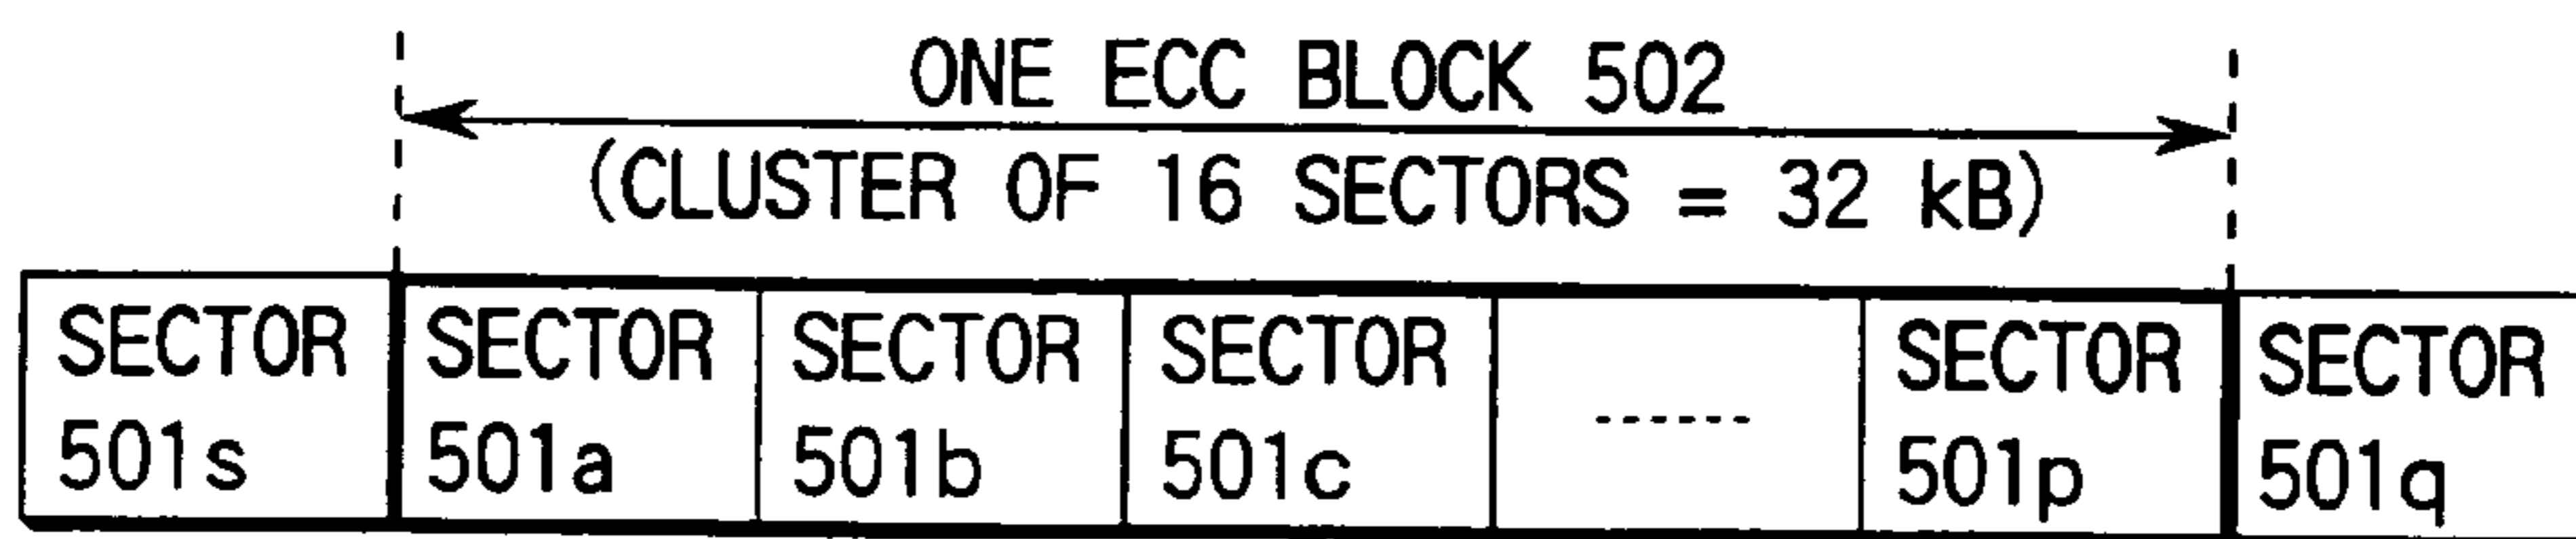 ONE ECC BLOCK 502
(CLUSTER OF 16 SECTORS = 32 kB)
SECTOR SECTOR SECTOR SECTOR SECTOR SECTOR
501s 501a 501b 501c ------ 501p 501q